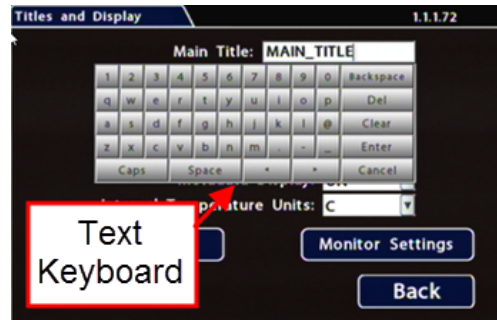 Titles and Display 1.1.1.72
Main Title: MAIN_TITLE
1 2 3 4 5 6 7 8 9 0 Backspace
q w e r t y u i o p Del
a s d f g h j k l @ Clear
z x c v b n m . - _ Enter
Caps Space Cancel
Display:
Temperature Units: C
Text
Keyboard
Monitor Settings
Back